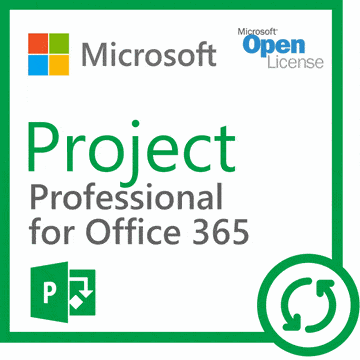 Microsoft
Microsoft®
Open
License
Project
Professional
for Office 365
P